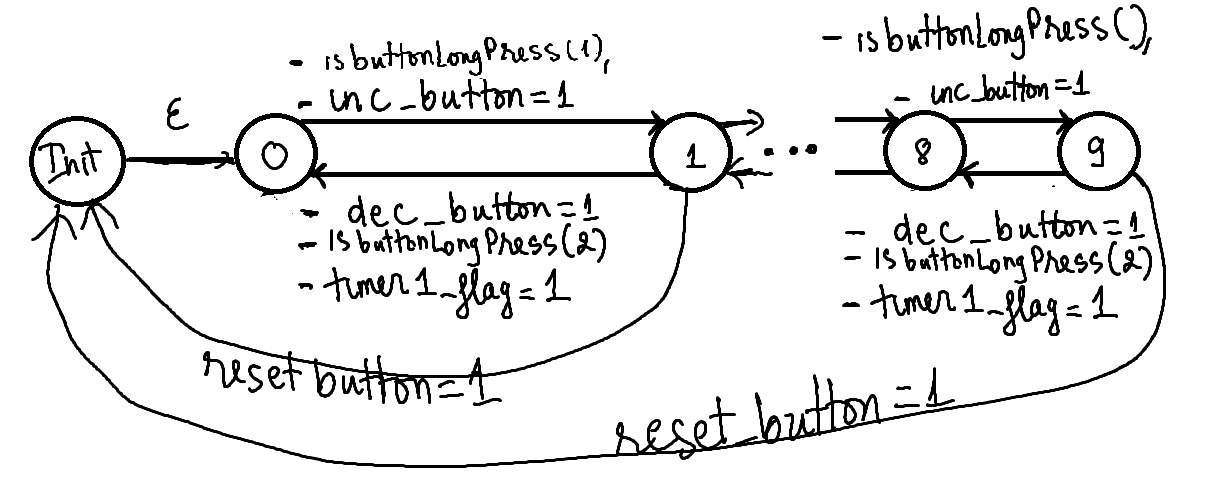 - isbuttonLongPress(1),
- inc_button=1
- isbuttonLongPress(),
- inc_button=1
ε
Init
0
1
...
8
9
- dec_button=1
- IsbuttonLongPress(2)
- timer1_flag=1
- dec_button=1
- IsbuttonLongPress(2)
- timer1_flag=1
reset button=1
reset_button=1